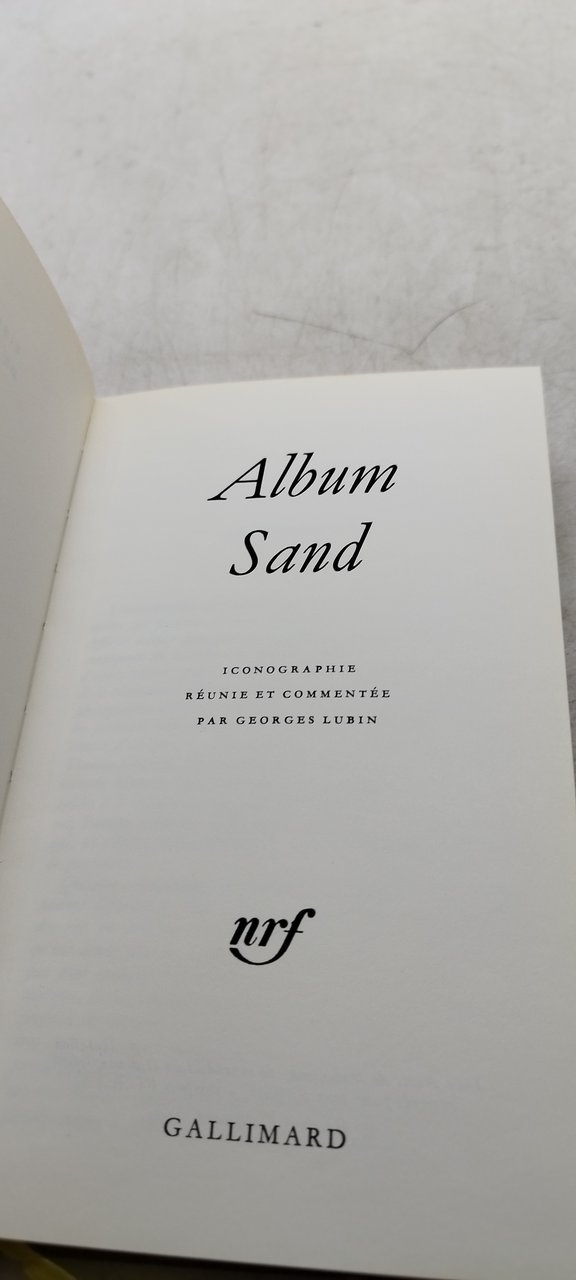 Album
Sand
ICONOGRAPHIE
RÉUNIE ET COMMENTÉE
PAR GEORGES LUBIN
nrf
GALLIMARD